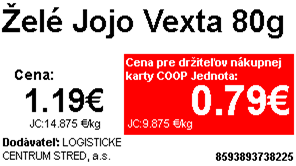 Želé Jojo Vexta 80g
Cena:
1.19€
JC:14.875 €/kg
Cena pre držiteľov nákupnej
karty COOP Jednota:
0.79€
JC:9.875 €/kg
Dodávateľ: LOGISTICKE
CENTRUM STRED, a.s.
8593893738225